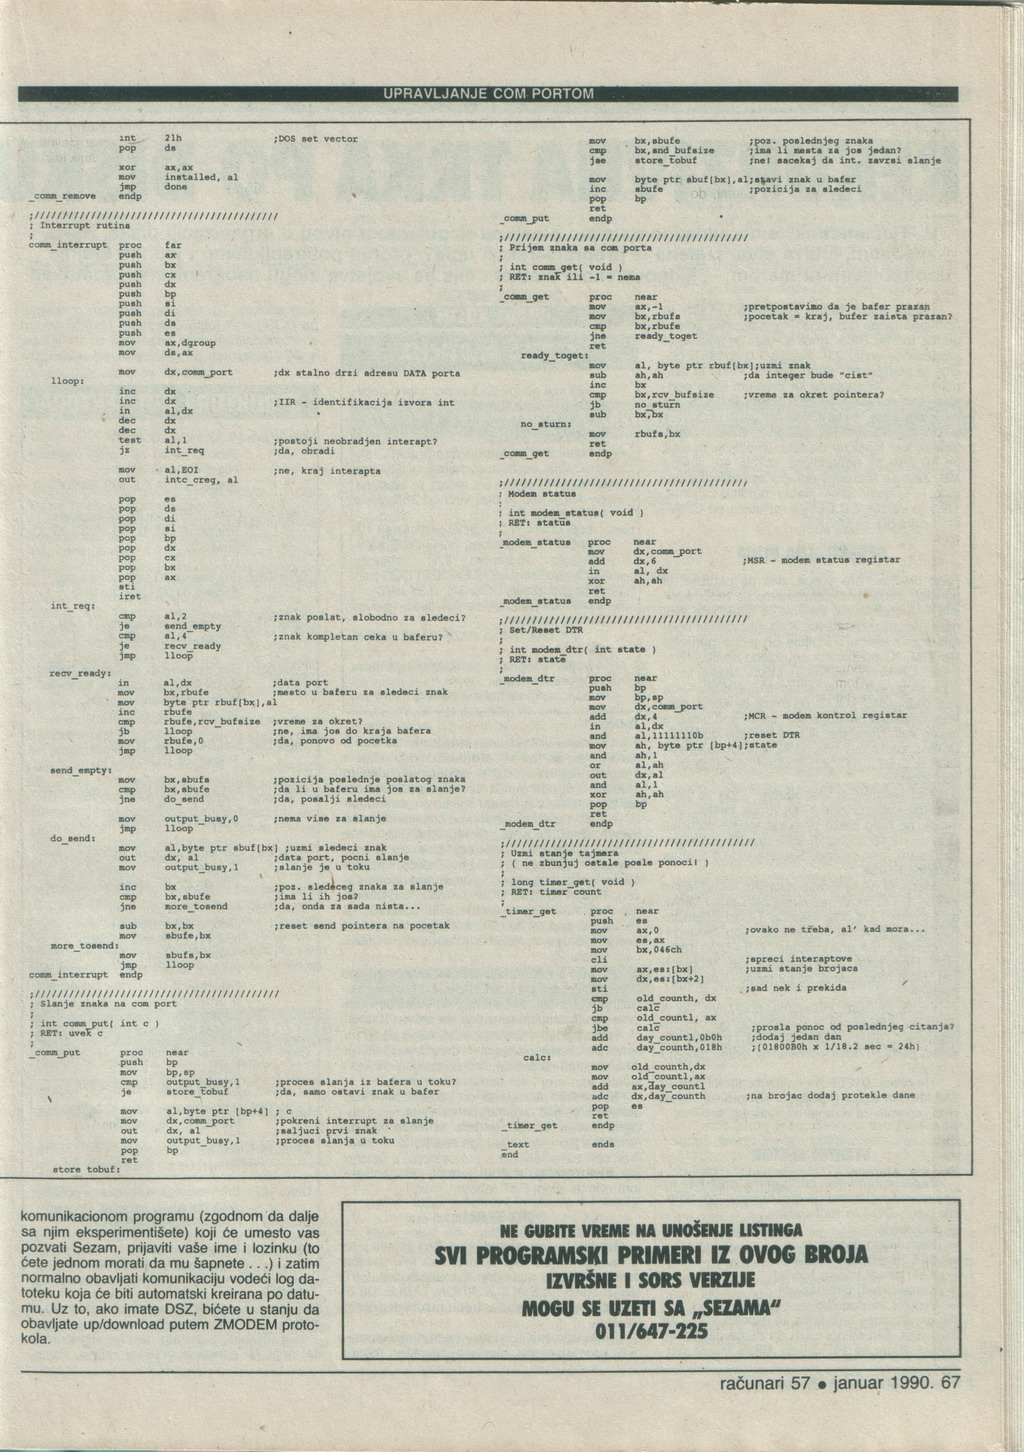 UPRAVLJANJE COM PORTOM
int 21h ;DOS set vector
pop ds
xor ax,ax
mov installed, al
jmp done
_comm_remove endp
;///////////////////////////////////////////
; Interrupt rutina
;
comm_interrupt proc far
push ax
push bx
push cx
push dx
push bp
push si
push di
push ds
push es
mov ax,dgroup
mov ds,ax
mov dx,comm_port ;dx stalno drzi adresu DATA porta
lloop:
inc dx
inc dx ;IIR - identifikacija izvora int
in al,dx
dec dx
dec dx
test al,1 ;postoji neobradjen interapt?
jz int_req ;da, obradi
mov al,EOI ;ne, kraj interapta
out intc_creg, al
pop es
pop ds
pop di
pop si
pop bp
pop dx
pop cx
pop bx
pop ax
sti
iret
int_req:
cmp al,2 ;znak poslat, slobodno za sledeci?
je send_empty
cmp al,4 ;znak kompletan ceka u baferu?
je recv_ready
jmp lloop
recv_ready:
in al,dx ;data port
mov bx,rbufe ;mesto u baferu za sledeci znak
mov byte ptr rbuf[bx],al
inc rbufe
cmp rbufe,rcv_bufsize ;vreme za okret?
jb lloop ;ne, ima jos do kraja bafera
mov rbufe,0 ;da, ponovo od pocetka
jmp lloop
send_empty:
mov bx,sbufs ;pozicija poslednje poslatog znaka
cmp bx,sbufe ;da li u baferu ima jos za slanje?
jne do_send ;da, posalji sledeci
mov output_busy,0 ;nema vise za slanje
jmp lloop
do_send:
mov al,byte ptr sbuf[bx] ;uzmi sledeci znak
out dx, al ;data port, pocni slanje
mov output_busy,1 ;slanje je u toku
inc bx ;poz. sledeceg znaka za slanje
cmp bx,sbufe ;ima li ih jos?
jne more_tosend ;da, onda za sada nista...
sub bx,bx ;reset send pointera na pocetak
mov sbufe,bx
more_tosend:
mov sbufs,bx
jmp lloop
comm_interrupt endp
;///////////////////////////////////////////
; Slanje znaka na com port
;
; int comm_put( int c )
; RET: uvek c
;
_comm_put proc near
push bp
mov bp,sp
cmp output_busy,1 ;proces slanja iz bafera u toku?
je store_tobuf ;da, samo ostavi znak u bafer
mov al,byte ptr [bp+4] ; c
mov dx,comm_port ;pokreni interrupt za slanje
out dx, al ;saljuci prvi znak
mov output_busy,1 ;proces slanja u toku
pop bp
ret
store tobuf:
mov bx,sbufe ;poz. poslednjeg znaka
cmp bx,snd_bufsize ;ima li mesta za jos jedan?
jae store_tobuf ;ne! sacekaj da int. zavrsi slanje
mov byte ptr sbuf[bx],al;stavi znak u bafer
inc sbufe ;pozicija za sledeci
pop bp
ret
_comm_put endp
;///////////////////////////////////////////
; Prijem znaka sa com porta
;
; int comm_get( void )
; RET: znak ili -1 = nema
;
_comm_get proc near
mov ax,-1 ;pretpostavimo da je bafer prazan
mov bx,rbufs ;pocetak = kraj, bufer zaista prazan?
cmp bx,rbufe
jne ready_toget
ret
ready_toget:
mov al, byte ptr rbuf[bx];uzmi znak
sub ah,ah ;da integer bude "cist"
inc bx
cmp bx,rcv_bufsize ;vreme za okret pointera?
jb no_sturn
sub bx,bx
no_sturn:
mov rbufs,bx
ret
_comm_get endp
;///////////////////////////////////////////
; Modem status
;
; int modem_status( void )
; RET: status
;
_modem_status proc near
mov dx,comm_port
add dx,6 ;MSR - modem status registar
in al, dx
xor ah,ah
ret
_modem_status endp
;///////////////////////////////////////////
; Set/Reset DTR
;
; int modem_dtr( int state )
; RET: state
;
_modem_dtr proc near
push bp
mov bp,sp
mov dx,comm_port
add dx,4 ;MCR - modem kontrol registar
in al,dx
and al,11111110b ;reset DTR
mov ah, byte ptr [bp+4];state
and ah,1
or al,ah
out dx,al
and al,1
xor ah,ah
pop bp
ret
_modem_dtr endp
;///////////////////////////////////////////
; Uzmi stanje tajmera
; ( ne zbunjuj ostale posle ponoci! )
;
; long timer_get( void )
; RET: timer count
;
_timer_get proc near
push es
mov ax,0 ;ovako ne treba, al' kad mora...
mov es,ax
mov bx,046ch
cli ;spreci interaptove
mov ax,es:[bx] ;uzmi stanje brojaca
mov dx,es:[bx+2]
sti ;sad nek i prekida
cmp old_counth, dx
jb calc
cmp old_countl, ax
jbe calc ;prosla ponoc od poslednjeg citanja?
add day_countl,0b0h ;dodaj jedan dan
adc day_counth,018h ;(01800B0h x 1/18.2 sec = 24h)
calc:
mov old_counth,dx
mov old_countl,ax
add ax,day_countl
adc dx,day_counth ;na brojac dodaj protekle dane
pop es
ret
_timer_get endp
_text ends
end
komunikacionom programu (zgodnom da dalje
sa njim eksperimentišete) koji će umesto vas
pozvati Sezam, prijaviti vaše ime i lozinku (to
ćete jednom morati da mu šapnete . . .) i zatim
normalno obavljati komunikaciju vodeći log da-
toteku koja će biti automatski kreirana po datu-
mu. Uz to, ako imate DSZ, bićete u stanju da
obavljate up/download putem ZMODEM proto-
kola.
NE GUBITE VREME NA UNOŠENJE LISTINGA
SVI PROGRAMSKI PRIMERI IZ OVOG BROJA
IZVRŠNE I SORS VERZIJE
MOGU SE UZETI SA „SEZAMA"
011/647-225
računari 57 • januar 1990. 67